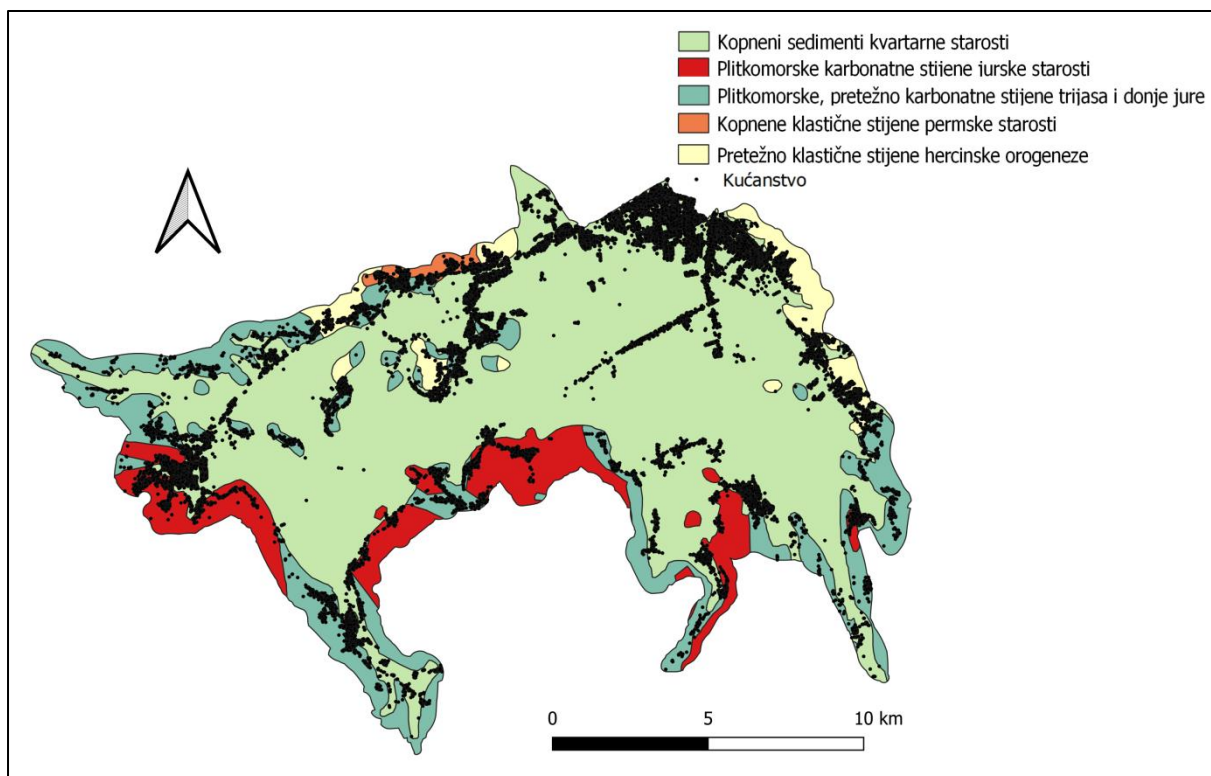 Kopneni sedimenti kvartarne starosti
Plitkomorske karbonatne stijene jurske starosti
Plitkomorske, pretežno karbonatne stijene trijasa i donje jure
Kopnene klastične stijene permske starosti
Pretežno klastične stijene hercinske orogeneze
Kućanstvo
0 5 10 km